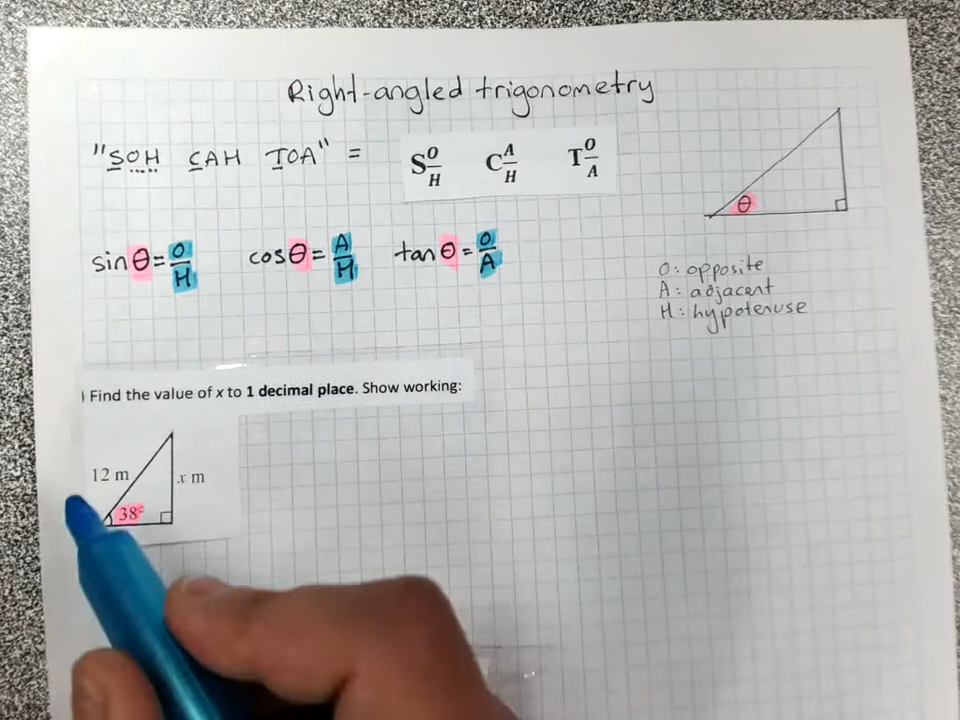 Right-angled trigonometry
"SOH CAH TOA" = S O/H C A/H T O/A
θ
sinθ = O/H cosθ = A/H tanθ = O/A
O: opposite
A: adjacent
H: hypotenuse
) Find the value of x to 1 decimal place. Show working:
12 m x m
38°